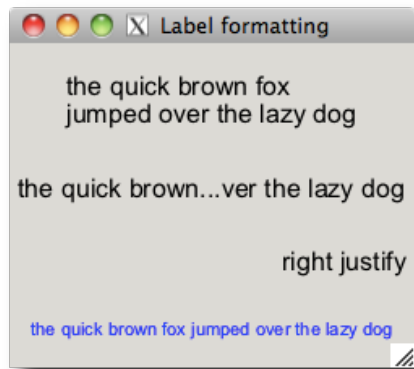 Label formatting
the quick brown fox
jumped over the lazy dog
the quick brown...ver the lazy dog
right justify
the quick brown fox jumped over the lazy dog